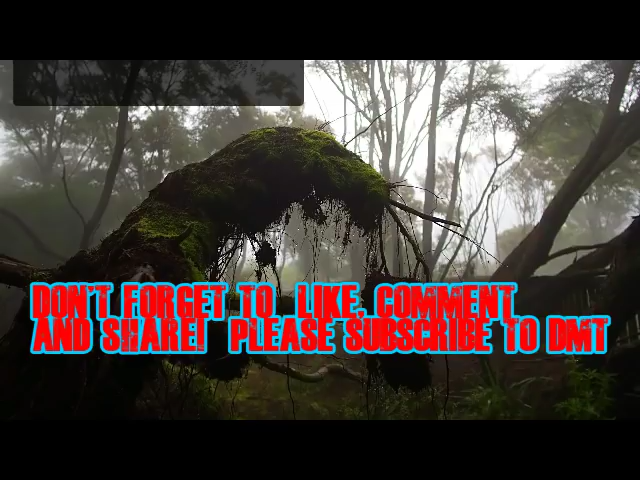 DON'T FORGET TO LIKE, COMMENT
AND SHARE! PLEASE SUBSCRIBE TO DMT